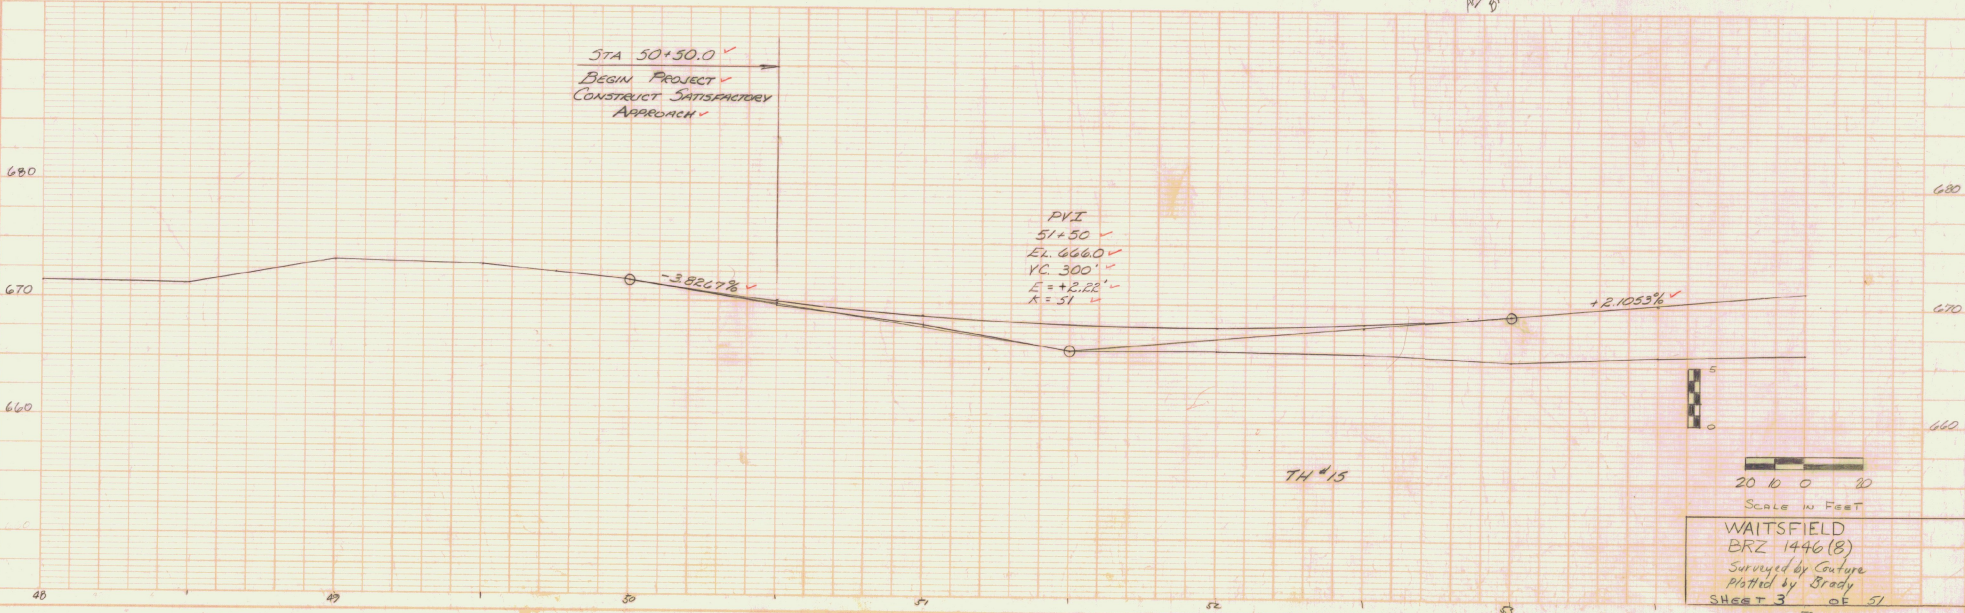 STA 50+50.0
BEGIN PROJECT
CONSTRUCT SATISFACTORY
APPROACH
680
670
660
PVI
51+50
EL. 666.0
VC. 300'
E = +2.22'
K = 51
-3.8267%
+2.1053%
680
670
660
5
0
TH #15
20 10 0 20
SCALE IN FEET
WAITSFIELD
BRZ 1446 (8)
Surveyed by Couture
Plotted by Brady
SHEET 3 OF 51
48 49 50 51 52 53